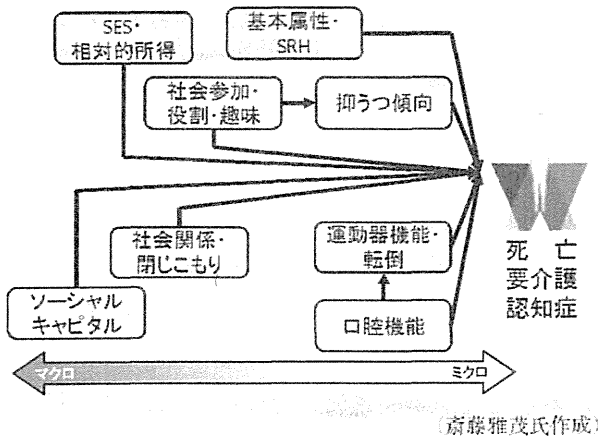 SES・
相対的所得
基本属性・
SRH
社会参加・
役割・趣味
抑うつ傾向
社会関係・
閉じこもり
運動器機能・
転倒
ソーシャル
キャピタル
口腔機能
死 亡
要介護
認知症
マクロ
ミクロ
(斎藤雅茂氏作成)